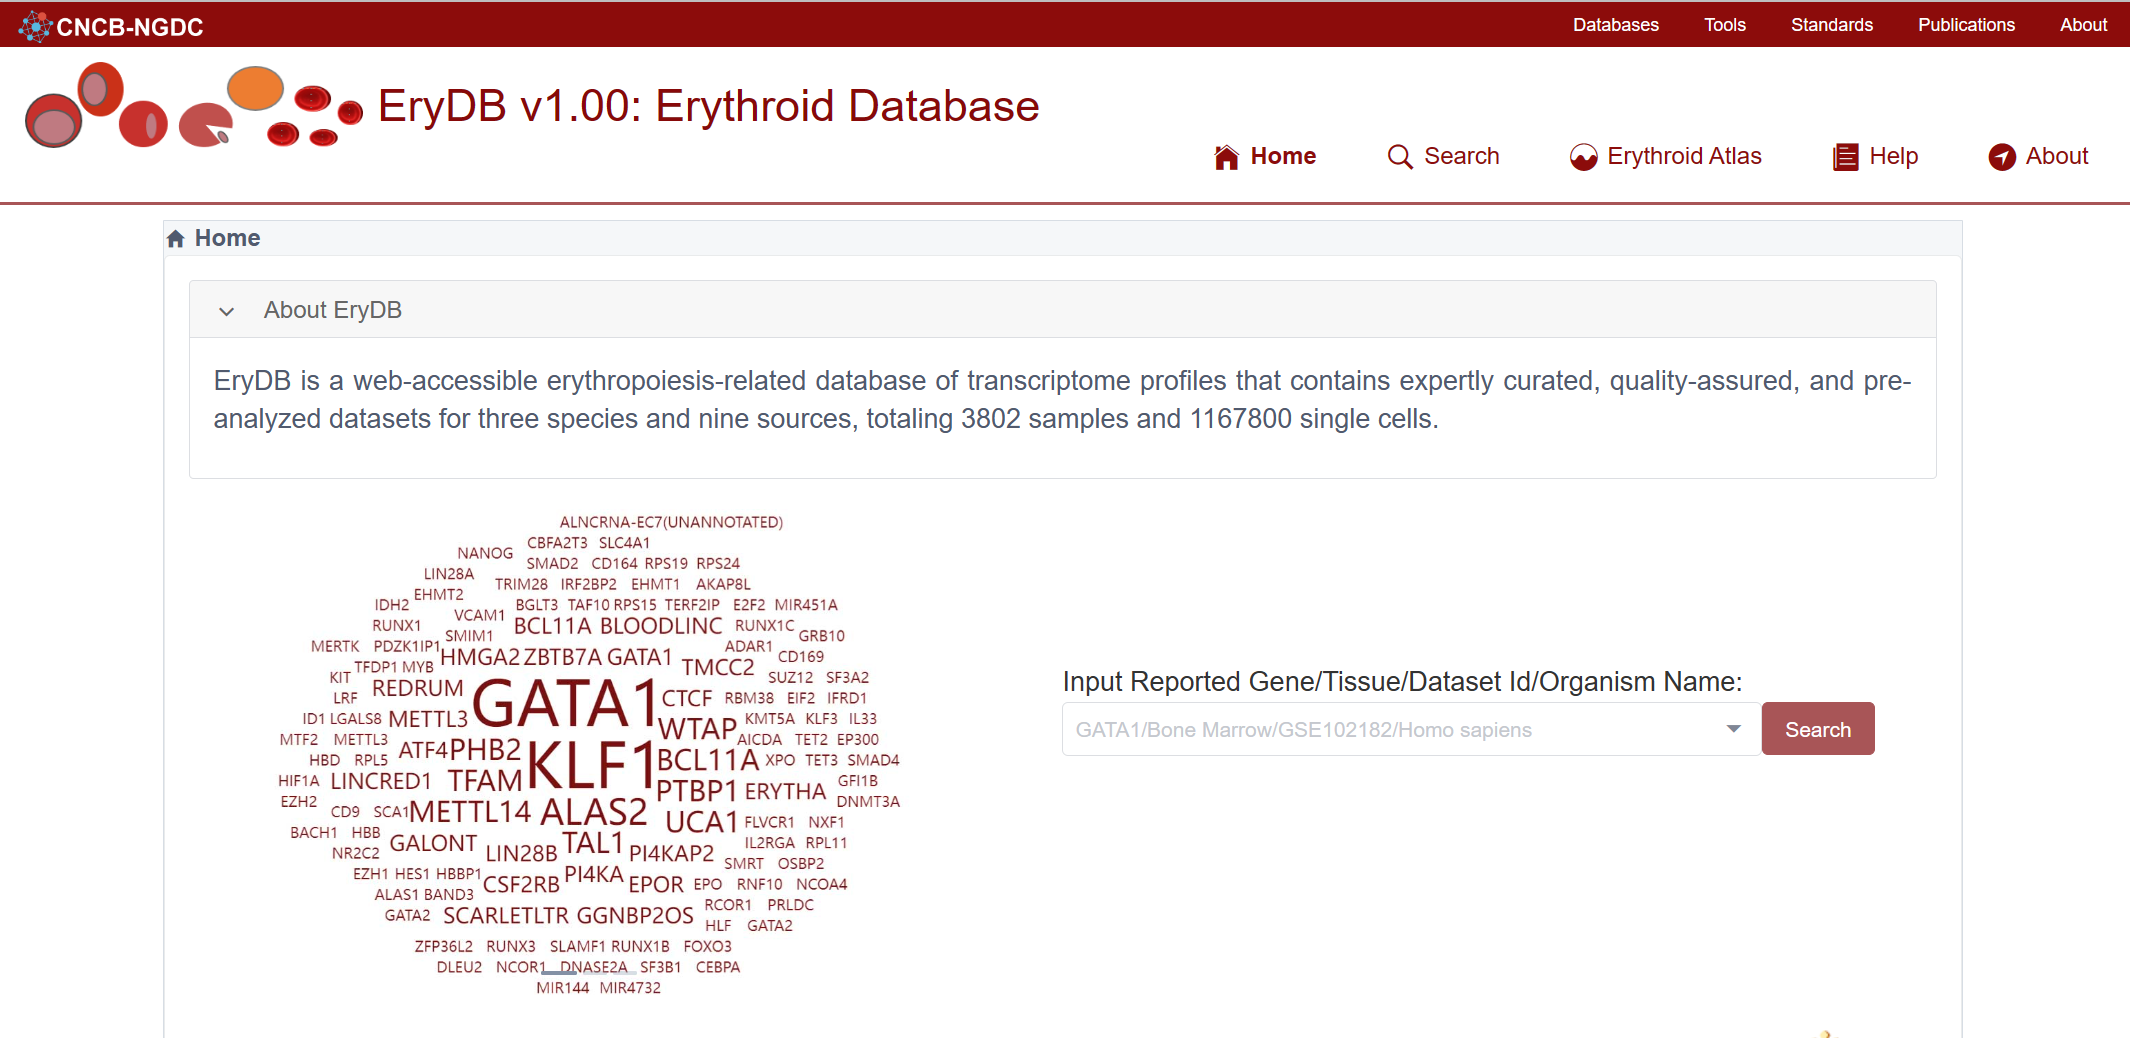 CNCB-NGDC Databases Tools Standards Publications About
EryDB v1.00: Erythroid Database
Home Search Erythroid Atlas Help About
Home
About EryDB
EryDB is a web-accessible erythropoiesis-related database of transcriptome profiles that contains expertly curated, quality-assured, and pre-
analyzed datasets for three species and nine sources, totaling 3802 samples and 1167800 single cells.
ALNCRNA-EC7(UNANNOTATED)
CBFA2T3 SLC4A1
NANOG
SMAD2 CD164 RPS19 RPS24
LIN28A
TRIM28 IRF2BP2 EHMT1 AKAP8L
EHMT2
IDH2 BGLT3 TAF10 RPS15 TERF2IP E2F2 MIR451A
VCAM1
RUNX1 BCL11A BLOODLINC RUNX1C
SMIM1 GRB10
MERTK PDZK1IP1 ADAR1
HMGA2 ZBTB7A GATA1 CD169
TFDP1 MYB TMCC2
KIT SUZ12 SF3A2
REDRUM
LRF GATA1 CTCF RBM38 EIF2 IFRD1
ID1 LGALS8 METTL3 KMT5A KLF3 IL33
WTAP
MTF2 METTL3 AICDA TET2 EP300
ATF4 PHB2
HBD RPL5 KLF1 BCL11A XPO TET3 SMAD4
HIF1A LINCRED1 TFAM GFI1B
PTBP1 ERYTHA
EZH2 DNMT3A
CD9 SCA1 METTL14 ALAS2
UCA1 FLVCR1 NXF1
BACH1 HBB
GALONT TAL1 IL2RGA RPL11
NR2C2 LIN28B PI4KAP2
SMRT OSBP2
EZH1 HES1 HBBP1 PI4KA
CSF2RB EPOR EPO RNF10 NCOA4
ALAS1 BAND3
RCOR1 PRLDC
GATA2 SCARLETLTR GGNBP2OS
HLF GATA2
ZFP36L2 RUNX3 SLAMF1 RUNX1B FOXO3
DLEU2 NCOR1 DNASE2A SF3B1 CEBPA
MIR144 MIR4732
Input Reported Gene/Tissue/Dataset Id/Organism Name:
GATA1/Bone Marrow/GSE102182/Homo sapiens Search